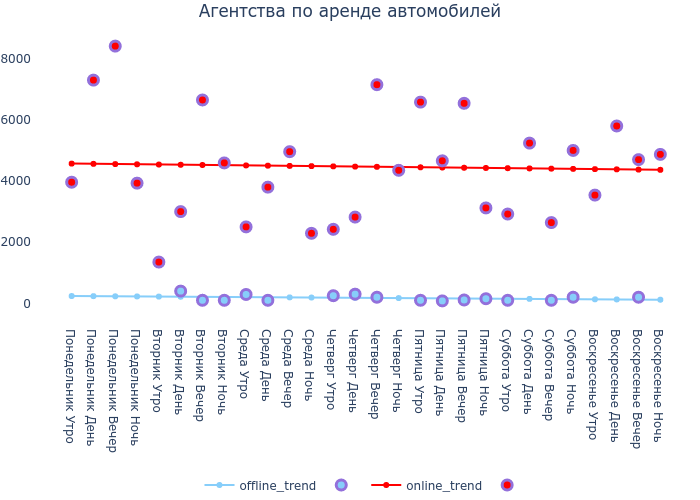 Агентства по аренде автомобилей
8000
6000
4000
2000
0
Понедельник Утро
Понедельник День
Понедельник Вечер
Понедельник Ночь
Вторник Утро
Вторник День
Вторник Вечер
Вторник Ночь
Среда Утро
Среда День
Среда Вечер
Среда Ночь
Четверг Утро
Четверг День
Четверг Вечер
Четверг Ночь
Пятница Утро
Пятница День
Пятница Вечер
Пятница Ночь
Суббота Утро
Суббота День
Суббота Вечер
Суббота Ночь
Воскресенье Утро
Воскресенье День
Воскресенье Вечер
Воскресенье Ночь
offline_trend online_trend